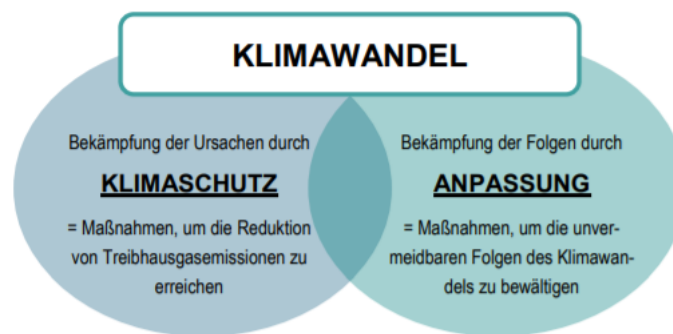 KLIMAWANDEL
Bekämpfung der Ursachen durch
KLIMASCHUTZ
= Maßnahmen, um die Reduktion
von Treibhausgasemissionen zu
erreichen
Bekämpfung der Folgen durch
ANPASSUNG
= Maßnahmen, um die unver-
meidbaren Folgen des Klimawan-
dels zu bewältigen